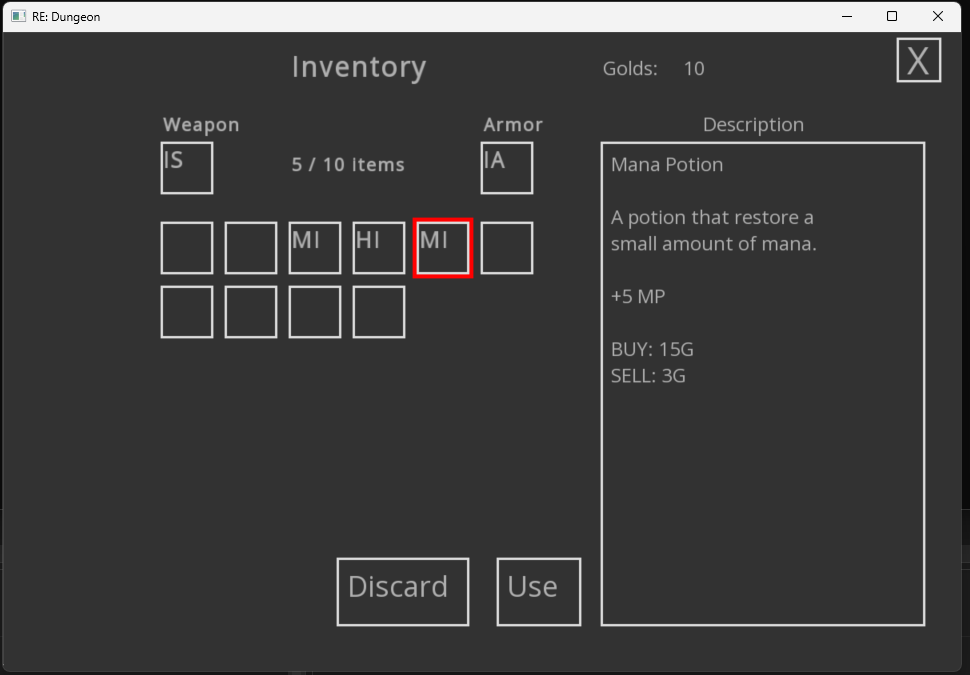 RE: Dungeon
Inventory
Golds: 10
X
Weapon
Armor
Description
IS
5 / 10 items
IA
MI
HI
MI
Mana Potion
A potion that restore a
small amount of mana.
+5 MP
BUY: 15G
SELL: 3G
Discard
Use